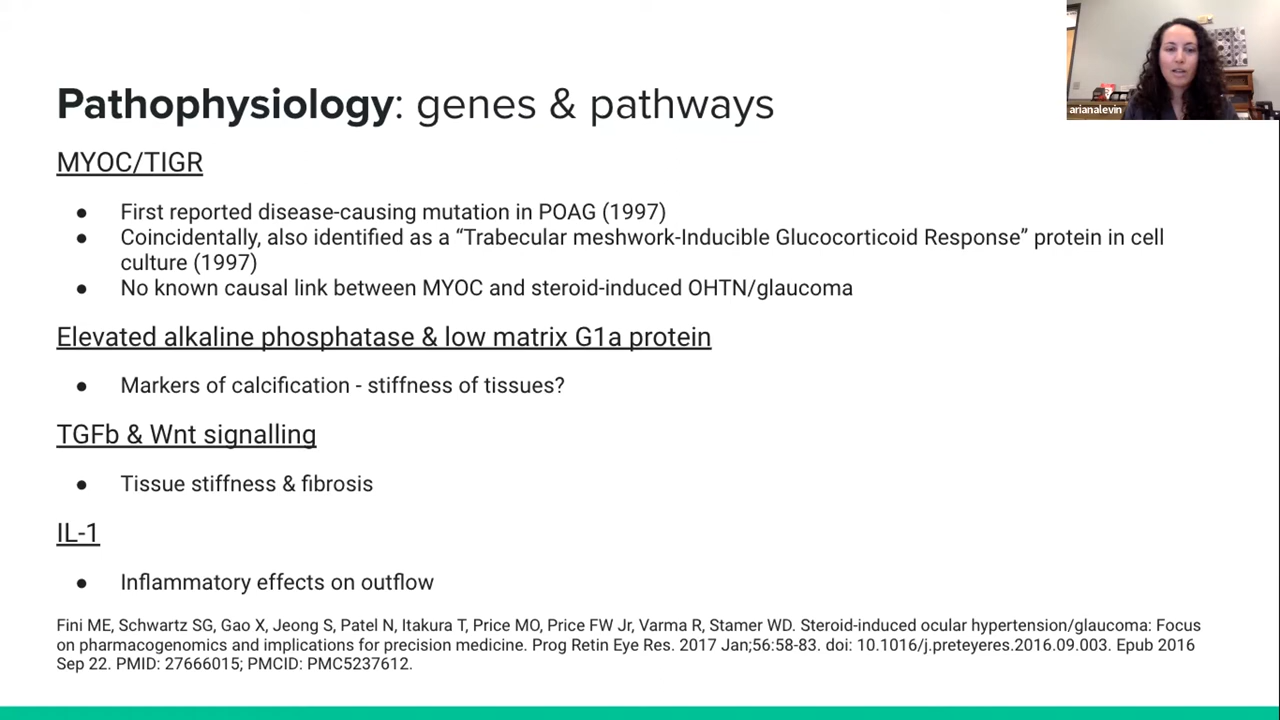 arianalevin
Pathophysiology: genes & pathways
MYOC/TIGR
● First reported disease-causing mutation in POAG (1997)
● Coincidentally, also identified as a “Trabecular meshwork-Inducible Glucocorticoid Response” protein in cell
culture (1997)
● No known causal link between MYOC and steroid-induced OHTN/glaucoma
Elevated alkaline phosphatase & low matrix G1a protein
● Markers of calcification - stiffness of tissues?
TGFb & Wnt signalling
● Tissue stiffness & fibrosis
IL-1
● Inflammatory effects on outflow
Fini ME, Schwartz SG, Gao X, Jeong S, Patel N, Itakura T, Price MO, Price FW Jr, Varma R, Stamer WD. Steroid-induced ocular hypertension/glaucoma: Focus
on pharmacogenomics and implications for precision medicine. Prog Retin Eye Res. 2017 Jan;56:58-83. doi: 10.1016/j.preteyeres.2016.09.003. Epub 2016
Sep 22. PMID: 27666015; PMCID: PMC5237612.